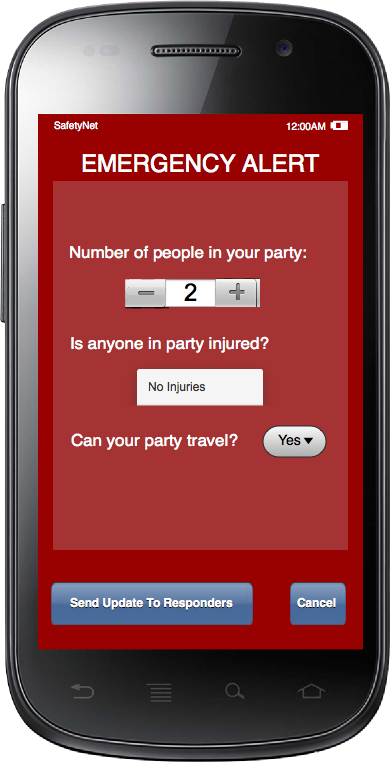 SafetyNet 12:00AM
EMERGENCY ALERT
Number of people in your party:
2
Is anyone in party injured?
No Injuries
Can your party travel? Yes
Send Update To Responders Cancel